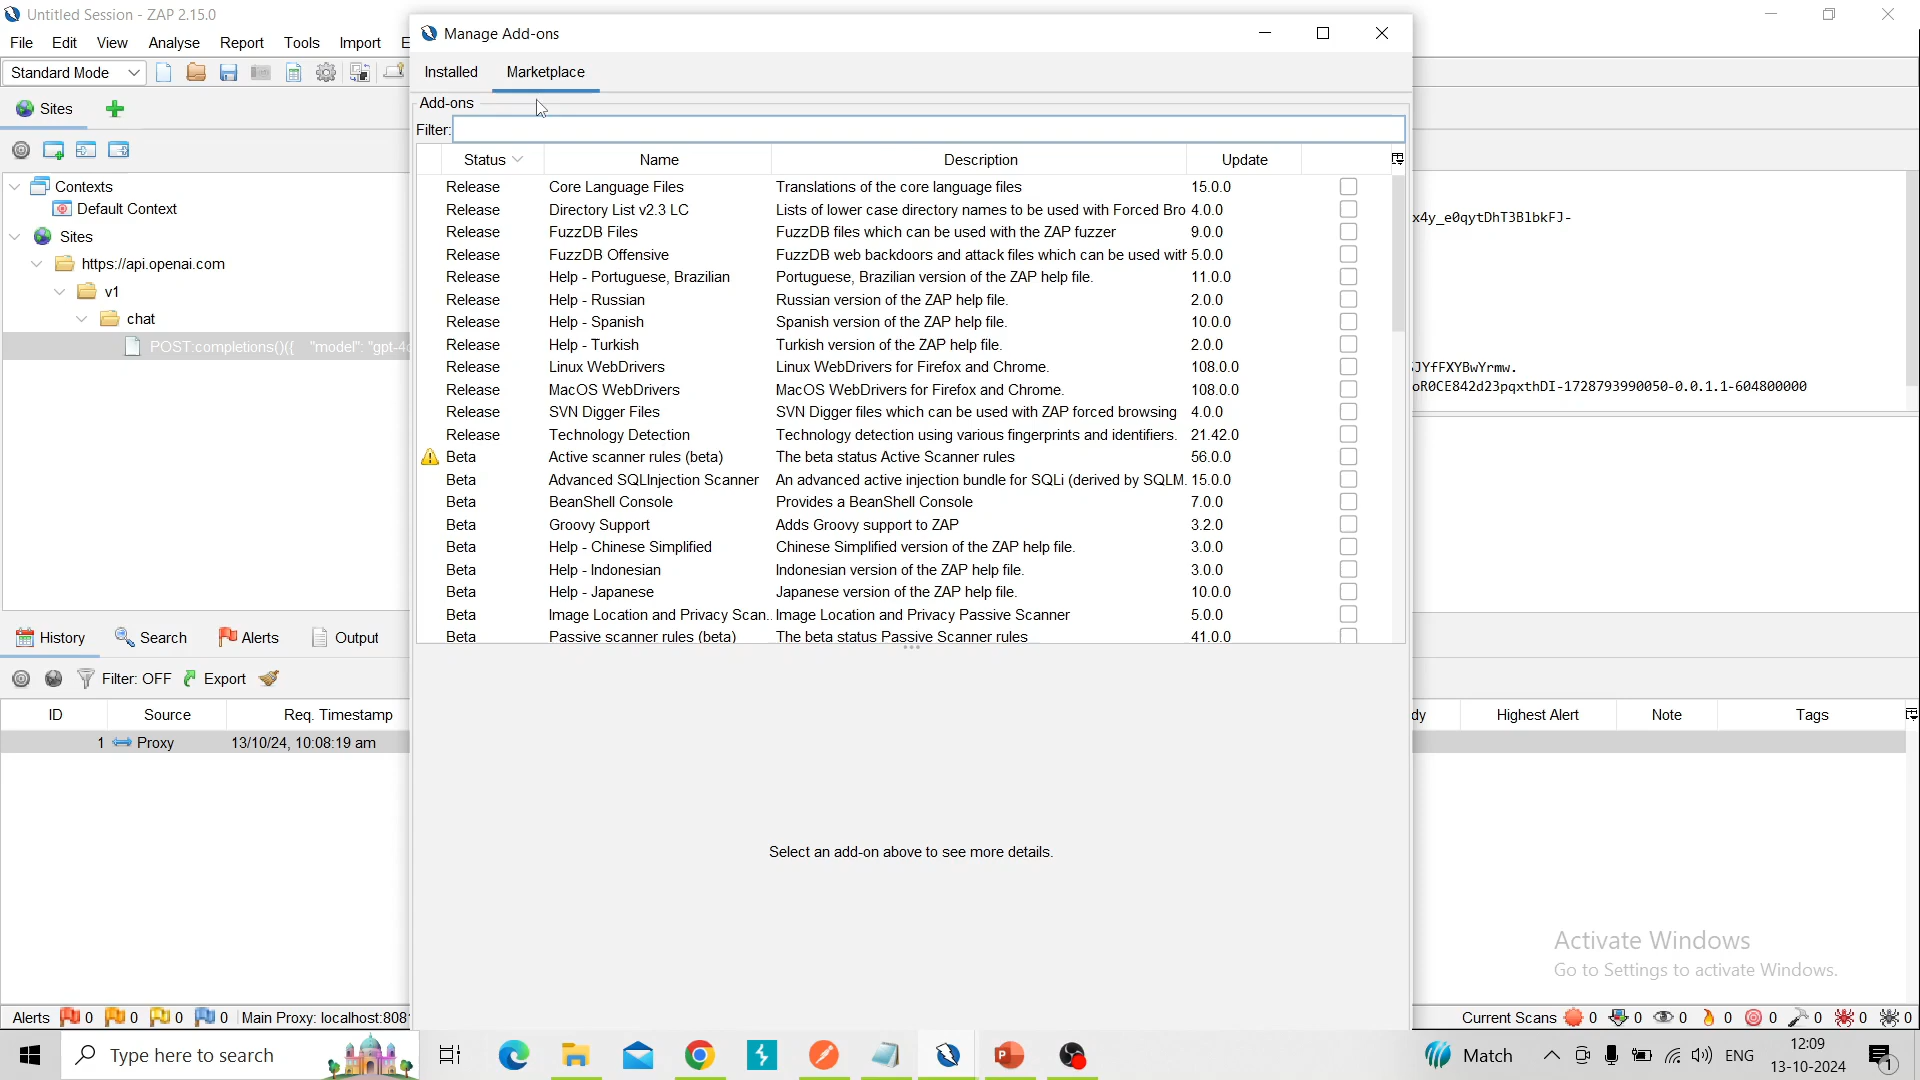 Untitled Session - ZAP 2.15.0
File Edit View Analyse Report Tools Import E
Standard Mode
Sites
Contexts
Default Context
Sites
https://api.openai.com
v1
chat
POST:completions()({ "model": "gpt-4o
Manage Add-ons
Installed Marketplace
Add-ons
Filter:
Status Name Description Update
Release Core Language Files Translations of the core language files 15.0.0
Release Directory List v2.3 LC Lists of lower case directory names to be used with Forced Bro 4.0.0
Release FuzzDB Files FuzzDB files which can be used with the ZAP fuzzer 9.0.0
Release FuzzDB Offensive FuzzDB web backdoors and attack files which can be used with 5.0.0
Release Help - Portuguese, Brazilian Portuguese, Brazilian version of the ZAP help file. 11.0.0
Release Help - Russian Russian version of the ZAP help file. 2.0.0
Release Help - Spanish Spanish version of the ZAP help file. 10.0.0
Release Help - Turkish Turkish version of the ZAP help file. 2.0.0
Release Linux WebDrivers Linux WebDrivers for Firefox and Chrome. 108.0.0
Release MacOS WebDrivers MacOS WebDrivers for Firefox and Chrome. 108.0.0
Release SVN Digger Files SVN Digger files which can be used with ZAP forced browsing 4.0.0
Release Technology Detection Technology detection using various fingerprints and identifiers. 21.42.0
Beta Active scanner rules (beta) The beta status Active Scanner rules 56.0.0
Beta Advanced SQLInjection Scanner An advanced active injection bundle for SQLi (derived by SQLM. 15.0.0
Beta BeanShell Console Provides a BeanShell Console 7.0.0
Beta Groovy Support Adds Groovy support to ZAP 3.2.0
Beta Help - Chinese Simplified Chinese Simplified version of the ZAP help file. 3.0.0
Beta Help - Indonesian Indonesian version of the ZAP help file. 3.0.0
Beta Help - Japanese Japanese version of the ZAP help file. 10.0.0
Beta Image Location and Privacy Scan.. Image Location and Privacy Passive Scanner 5.0.0
Beta Passive scanner rules (beta) The beta status Passive Scanner rules 41.0.0
Select an add-on above to see more details.
x4y_e0qytDhT3BlbkFJ-
JYfFXYBwYrmw.
oR0CE842d23pqxthDI-1728793990050-0.0.1.1-604800000
History Search Alerts Output
Filter: OFF Export
ID Source Req. Timestamp
dy Highest Alert Note Tags
1 Proxy 13/10/24, 10:08:19 am
Activate Windows
Go to Settings to activate Windows.
Alerts 0 0 0 0 Main Proxy: localhost:808
Current Scans 0 0 0 0 0 0 0 0
Type here to search
Match
ENG
12:09
13-10-2024
1